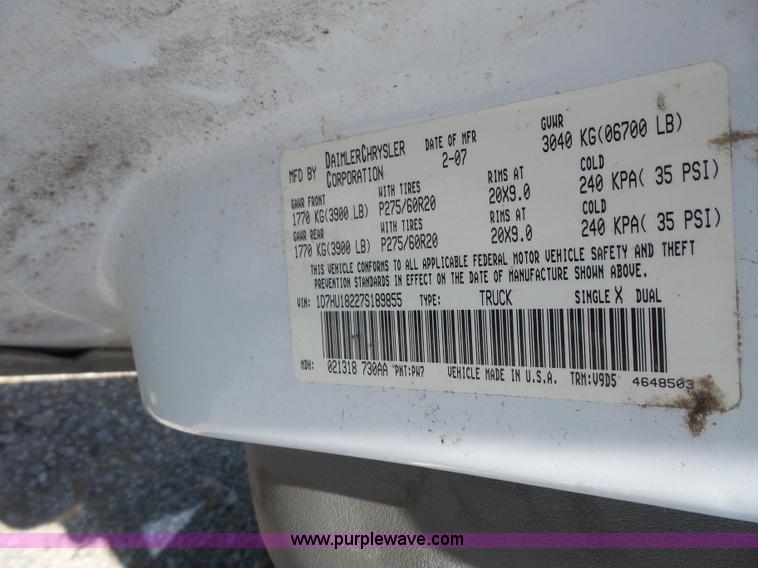 MFD BY DAIMLERCHRYSLER CORPORATION DATE OF MFR 2-07 GVWR 3040 KG(06700 LB)
GAWR FRONT WITH TIRES RIMS AT COLD
1770 KG(3900 LB) P275/60R20 20X9.0 240 KPA( 35 PSI)
GAWR REAR WITH TIRES RIMS AT COLD
1770 KG(3900 LB) P275/60R20 20X9.0 240 KPA( 35 PSI)
THIS VEHICLE CONFORMS TO ALL APPLICABLE FEDERAL MOTOR VEHICLE SAFETY AND THEFT
PREVENTION STANDARDS IN EFFECT ON THE DATE OF MANUFACTURE SHOWN ABOVE.
VIN: 1D7HU18227S189855 TYPE: TRUCK SINGLE X DUAL
MDH: 021318 730AA PNT:PW7 VEHICLE MADE IN U.S.A. TRM:V9D5 4648503
www.purplewave.com